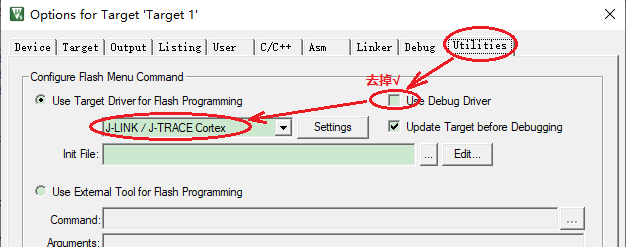 Options for Target 'Target 1'
Device Target Output Listing User C/C++ Asm Linker Debug Utilities
Configure Flash Menu Command
去掉√
Use Target Driver for Flash Programming Use Debug Driver
J-LINK / J-TRACE Cortex Settings Update Target before Debugging
Init File: ... Edit...
Use External Tool for Flash Programming
Command: ...
Arguments: